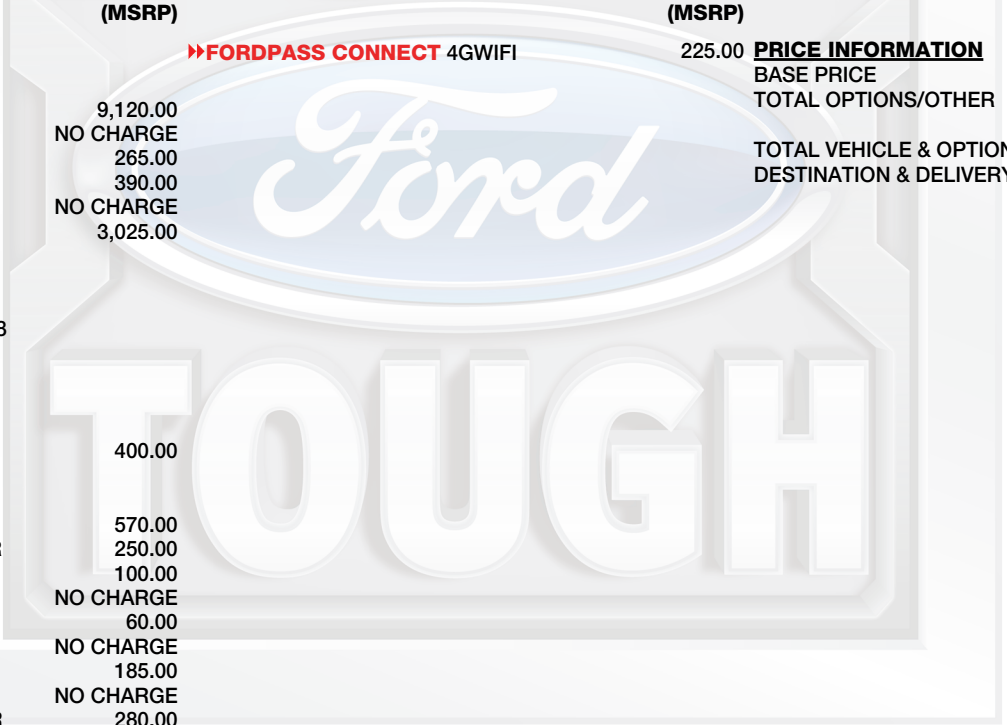 (MSRP)
(MSRP)
FORDPASS CONNECT 4GWIFI
225.00
PRICE INFORMATION
BASE PRICE
TOTAL OPTIONS/OTHER
TOTAL VEHICLE & OPTION
DESTINATION & DELIVERY
9,120.00
NO CHARGE
265.00
390.00
NO CHARGE
3,025.00
400.00
570.00
250.00
100.00
NO CHARGE
60.00
NO CHARGE
185.00
NO CHARGE
280.00
Ford
TOUGH